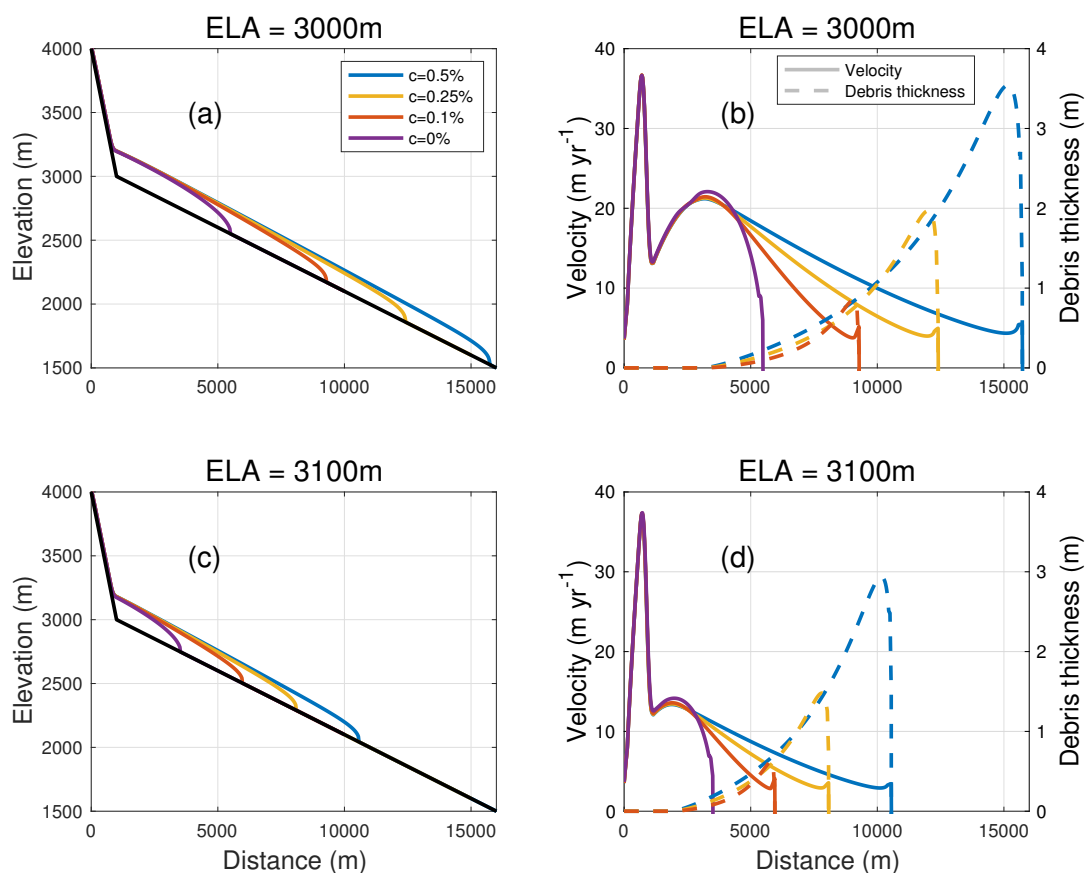 ELA = 3000m
4000
3500
3000
2500
2000
1500
Elevation (m)
(a)
c=0.5%
c=0.25%
c=0.1%
c=0%
0
5000
10000
15000
ELA = 3000m
40
30
20
10
0
Velocity (m yr⁻¹)
(b)
Velocity
Debris thickness
4
3
2
1
0
Debris thickness (m)
0
5000
10000
15000
ELA = 3100m
4000
3500
3000
2500
2000
1500
Elevation (m)
(c)
0
5000
10000
15000
Distance (m)
ELA = 3100m
40
30
20
10
0
Velocity (m yr⁻¹)
(d)
4
3
2
1
0
Debris thickness (m)
0
5000
10000
15000
Distance (m)